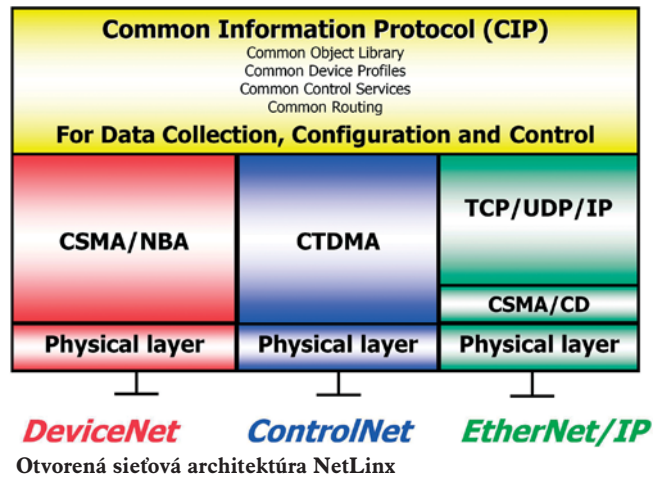 Common Information Protocol (CIP)
Common Object Library
Common Device Profiles
Common Control Services
Common Routing
For Data Collection, Configuration and Control
CSMA/NBA
CTDMA
TCP/UDP/IP
CSMA/CD
Physical layer
Physical layer
Physical layer
DeviceNet
ControlNet
EtherNet/IP
Otvorená sieťová architektúra NetLinx